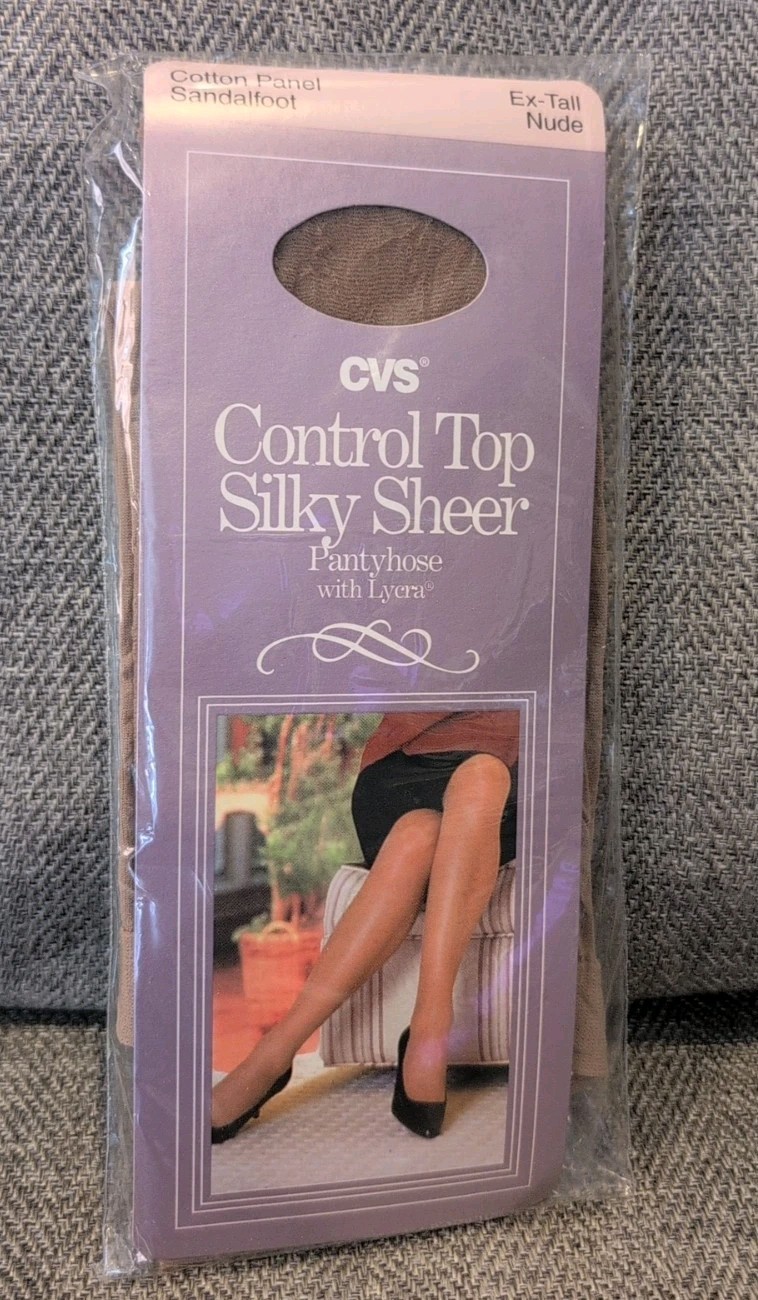 Cotton Panel
Sandalfoot
Ex-Tall
Nude
CVS®
Control Top
Silky Sheer
Pantyhose
with Lycra®